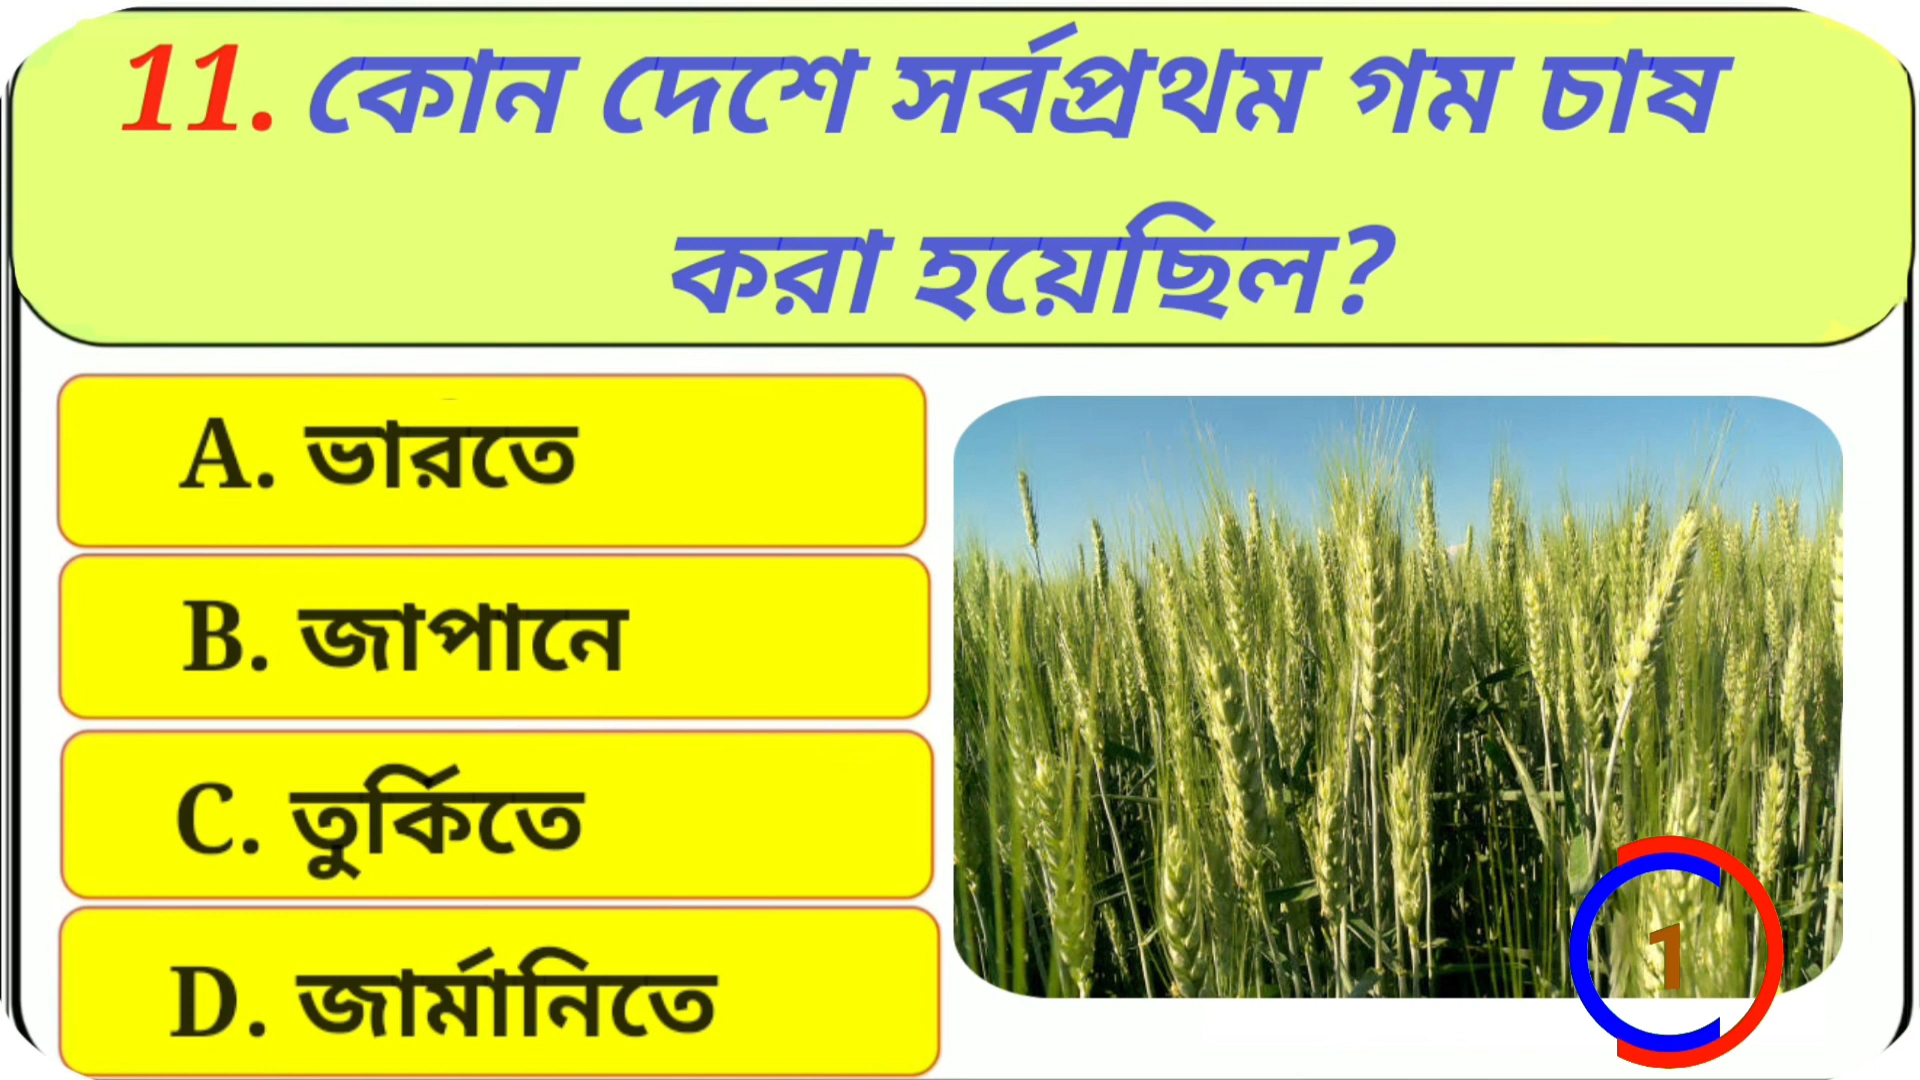 11. কোন দেশে সর্বপ্রথম গম চাষ
করা হয়েছিল?
A. ভারতে
B. জাপানে
C. তুর্কিতে
D. জার্মানিতে
1